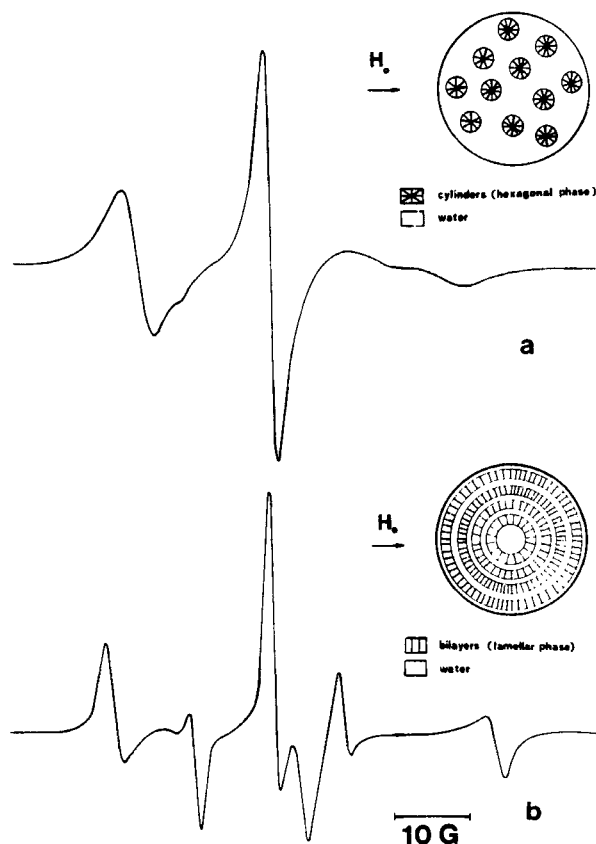 H₀
cylinders (hexagonal phase)
water
a
H₀
bilayers (lamellar phase)
water
10 G
b